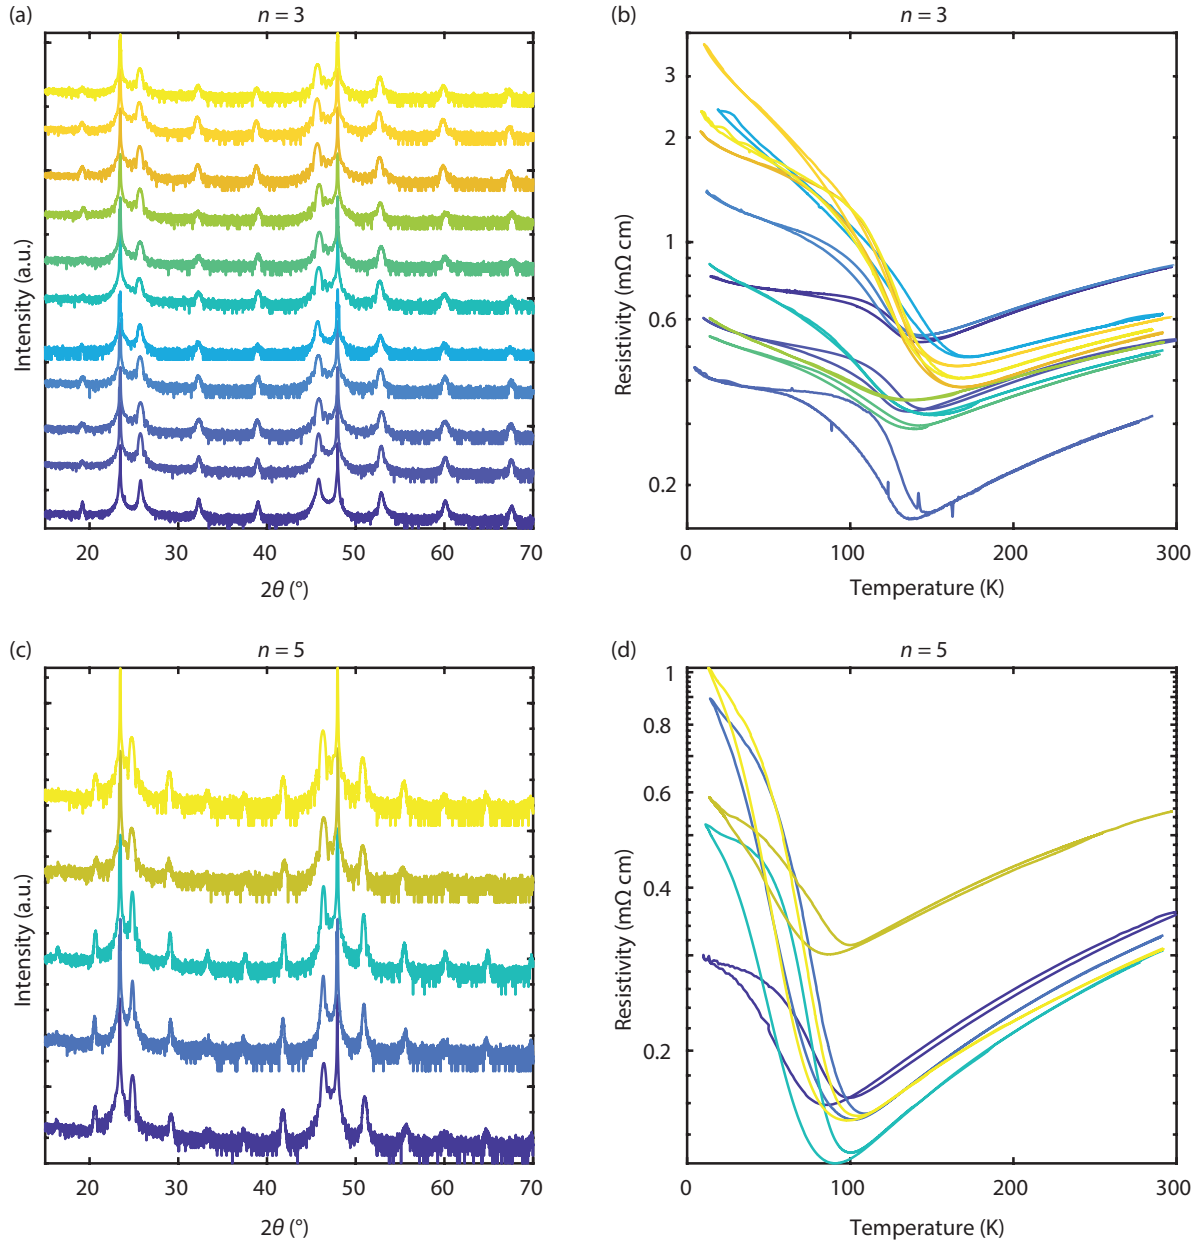 (a)
n = 3
Intensity (a.u.)
20 30 40 50 60 70
2θ (°)
(b)
n = 3
Resistivity (mΩ cm)
3
2
1
0.6
0.4
0.2
0 100 200 300
Temperature (K)
(c)
n = 5
Intensity (a.u.)
20 30 40 50 60 70
2θ (°)
(d)
n = 5
Resistivity (mΩ cm)
1
0.8
0.6
0.4
0.2
0 100 200 300
Temperature (K)